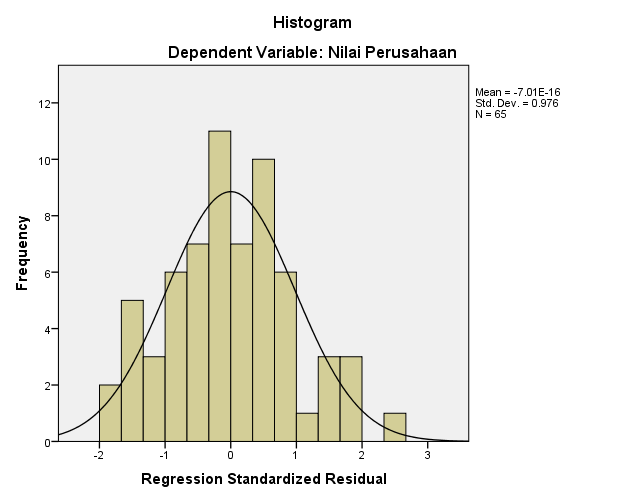 Histogram
Dependent Variable: Nilai Perusahaan
Mean = -7.01E-16
Std. Dev. = 0.976
N = 65
Frequency
12
10
8
6
4
2
0
-2 -1 0 1 2 3
Regression Standardized Residual